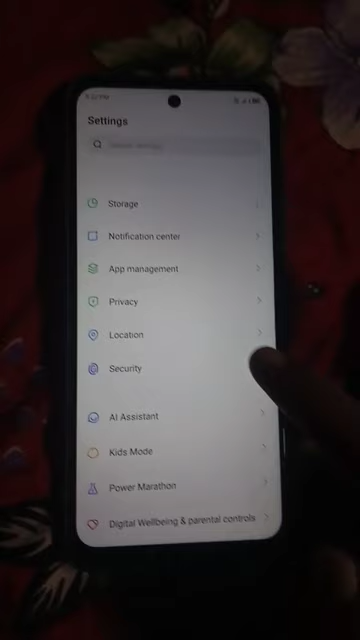 Settings
Storage
Notification center
App management
Privacy
Location
Security
AI Assistant
Kids Mode
Power Marathon
Digital Wellbeing & parental controls